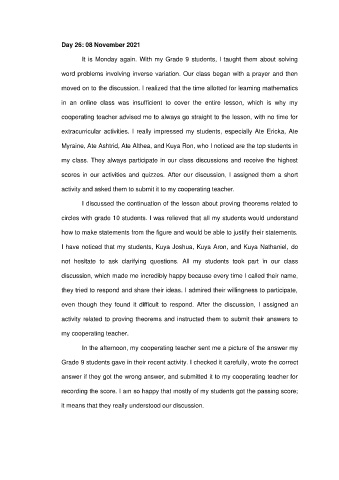 Day 26: 08 November 2021
It is Monday again. With my Grade 9 students, I taught them about solving
word problems involving inverse variation. Our class began with a prayer and then
moved on to the discussion. I realized that the time allotted for learning mathematics
in an online class was insufficient to cover the entire lesson, which is why my
cooperating teacher advised me to always go straight to the lesson, with no time for
extracurricular activities. I really impressed my students, especially Ate Ericka, Ate
Myraine, Ate Ashtrid, Ate Althea, and Kuya Ron, who I noticed are the top students in
my class. They always participate in our class discussions and receive the highest
scores in our activities and quizzes. After our discussion, I assigned them a short
activity and asked them to submit it to my cooperating teacher.
I discussed the continuation of the lesson about proving theorems related to
circles with grade 10 students. I was relieved that all my students would understand
how to make statements from the figure and would be able to justify their statements.
I have noticed that my students, Kuya Joshua, Kuya Aron, and Kuya Nathaniel, do
not hesitate to ask clarifying questions. All my students took part in our class
discussion, which made me incredibly happy because every time I called their name,
they tried to respond and share their ideas. I admired their willingness to participate,
even though they found it difficult to respond. After the discussion, I assigned an
activity related to proving theorems and instructed them to submit their answers to
my cooperating teacher.
In the afternoon, my cooperating teacher sent me a picture of the answer my
Grade 9 students gave in their recent activity. I checked it carefully, wrote the correct
answer if they got the wrong answer, and submitted it to my cooperating teacher for
recording the score. I am so happy that mostly of my students got the passing score;
it means that they really understood our discussion.